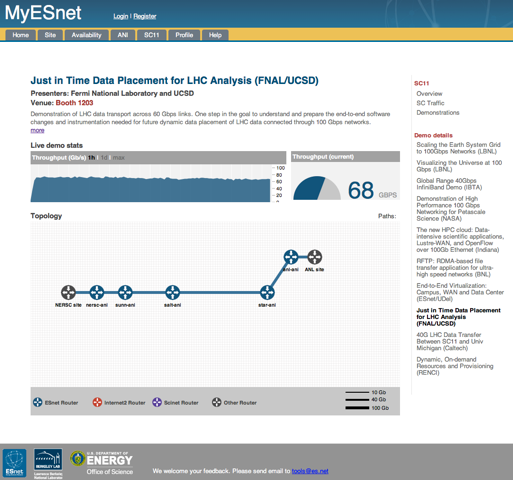 MyESnet
Login | Register
Home
Site
Availability
ANI
SC11
Profile
Help
Just in Time Data Placement for LHC Analysis (FNAL/UCSD)
Presenters: Fermi National Laboratory and UCSD
Venue: Booth 1203
Demonstration of LHC data transport across 60 Gbps links. One step in the goal to understand and prepare the end-to-end software
changes and instrumentation needed for future dynamic data placement of LHC data connected through 100 Gbps networks.
more
Live demo stats
Throughput (Gb/s) 1h | 1d | max
100
80
60
40
20
0
Throughput (current)
68 GBPS
Topology
Paths:
ani-eni
ANL site
NERSC site
nersc-eni
sunn-eni
salt-eni
star-eni
ESnet Router
Internet2 Router
Scinet Router
Other Router
10 Gb
40 Gb
100 Gb
SC11
Overview
SC Traffic
Demonstrations
Demo details
Scaling the Earth System Grid
to 100Gbps Networks (LBNL)
Visualizing the Universe at 100
Gbps (LBNL)
Global Range 40Gbps
InfiniBand Demo (IBTA)
Demonstration of High
Performance 100 Gbps
Networking for Petascale
Science (NASA)
The new HPC cloud: Data-
intensive scientific applications,
Lustre-WAN, and OpenFlow
over 100Gb Ethernet (Indiana)
RFTP: RDMA-based file
transfer application for ultra-
high speed networks (BNL)
End-to-End Virtualization:
Campus, WAN and Data Center
(ESnet/UDel)
Just in Time Data Placement
for LHC Analysis
(FNAL/UCSD)
40G LHC Data Transfer
Between SC11 and Univ
Michigan (Caltech)
Dynamic, On-demand
Resources and Provisioning
(RENCI)
ESnet
BERKELEY LAB
Lawrence Berkeley
National Laboratory
U.S. DEPARTMENT OF
ENERGY
Office of Science
We welcome your feedback. Please send email to tools@es.net